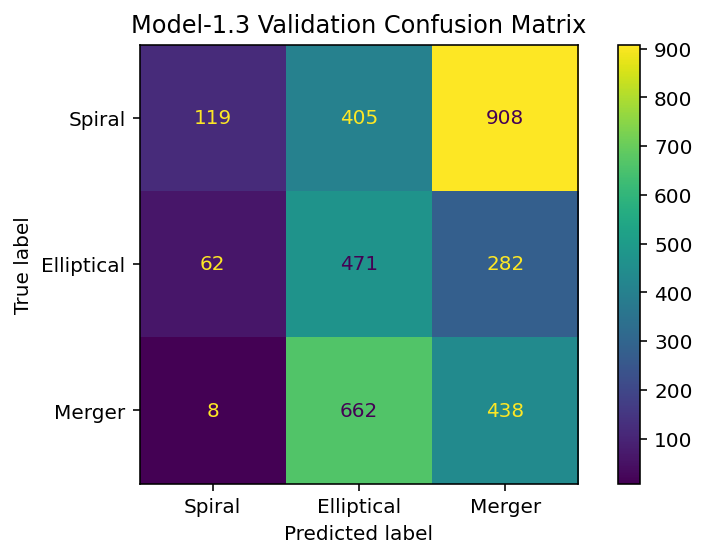 Model-1.3 Validation Confusion Matrix
Spiral 119 405 908
Elliptical 62 471 282
Merger 8 662 438
Spiral Elliptical Merger
Predicted label
True label
900
800
700
600
500
400
300
200
100